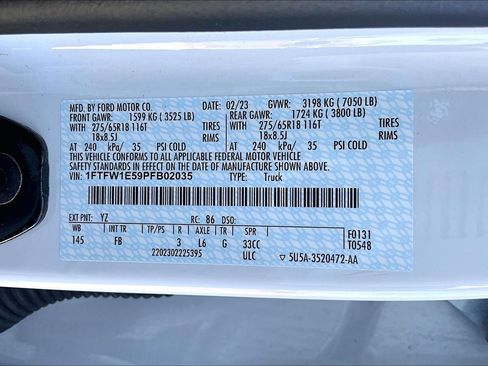 MFD. BY FORD MOTOR CO. 02/23 GVWR: 3198 KG ( 7050 LB)
FRONT GAWR: 1599 KG ( 3525 LB) REAR GAWR: 1724 KG ( 3800 LB)
WITH 275/65R18 116T TIRES WITH 275/65R18 116T TIRES
18x8.5J RIMS 18x8.5J RIMS
AT 240 kPa/ 35 PSI COLD AT 240 kPa/ 35 PSI COLD
THIS VEHICLE CONFORMS TO ALL APPLICABLE FEDERAL MOTOR VEHICLE
SAFETY AND THEFT PREVENTION STANDARDS IN EFFECT ON THE DATE OF MANUFACTURE SHOWN ABOVE.
VIN: 1FTFW1E59PFB02035 TYPE: Truck
EXT PNT: YZ RC: 86 DSO:
WB INT TR TP/PS R AXLE TR SPR F0131
145 FB 3 L6 G 33CC T0548
2202302225395 ULC 5U5A-3520472-AA